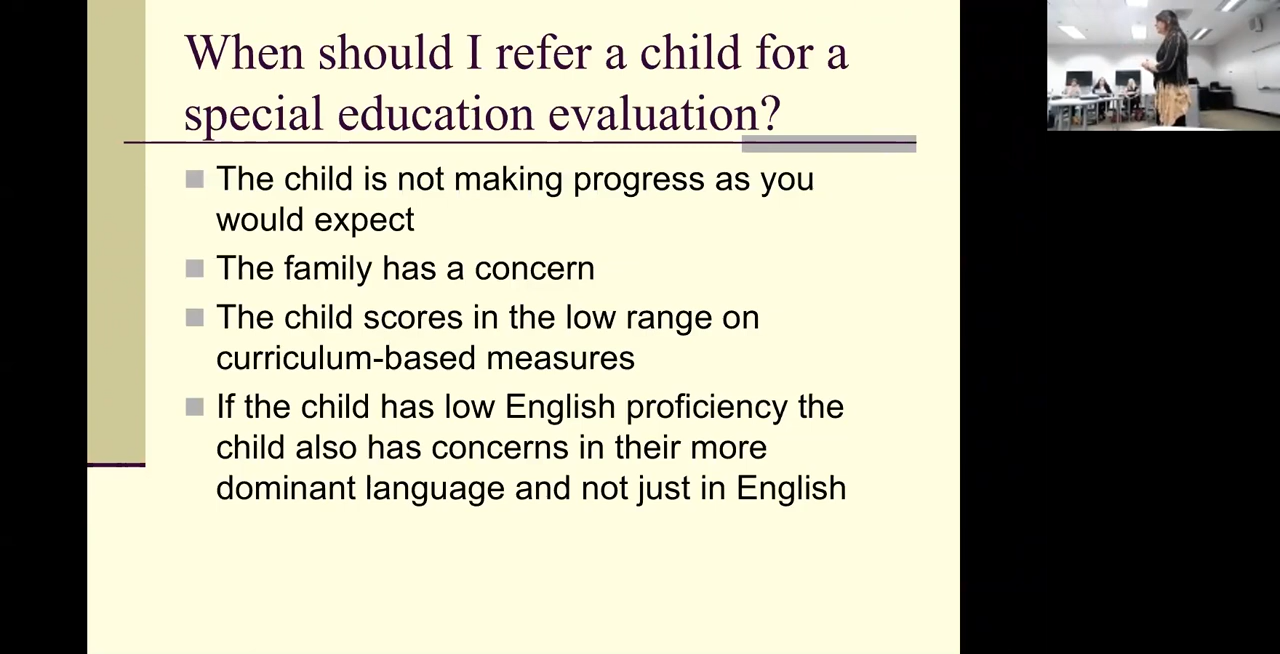 When should I refer a child for a
special education evaluation?
The child is not making progress as you
would expect
The family has a concern
The child scores in the low range on
curriculum-based measures
If the child has low English proficiency the
child also has concerns in their more
dominant language and not just in English